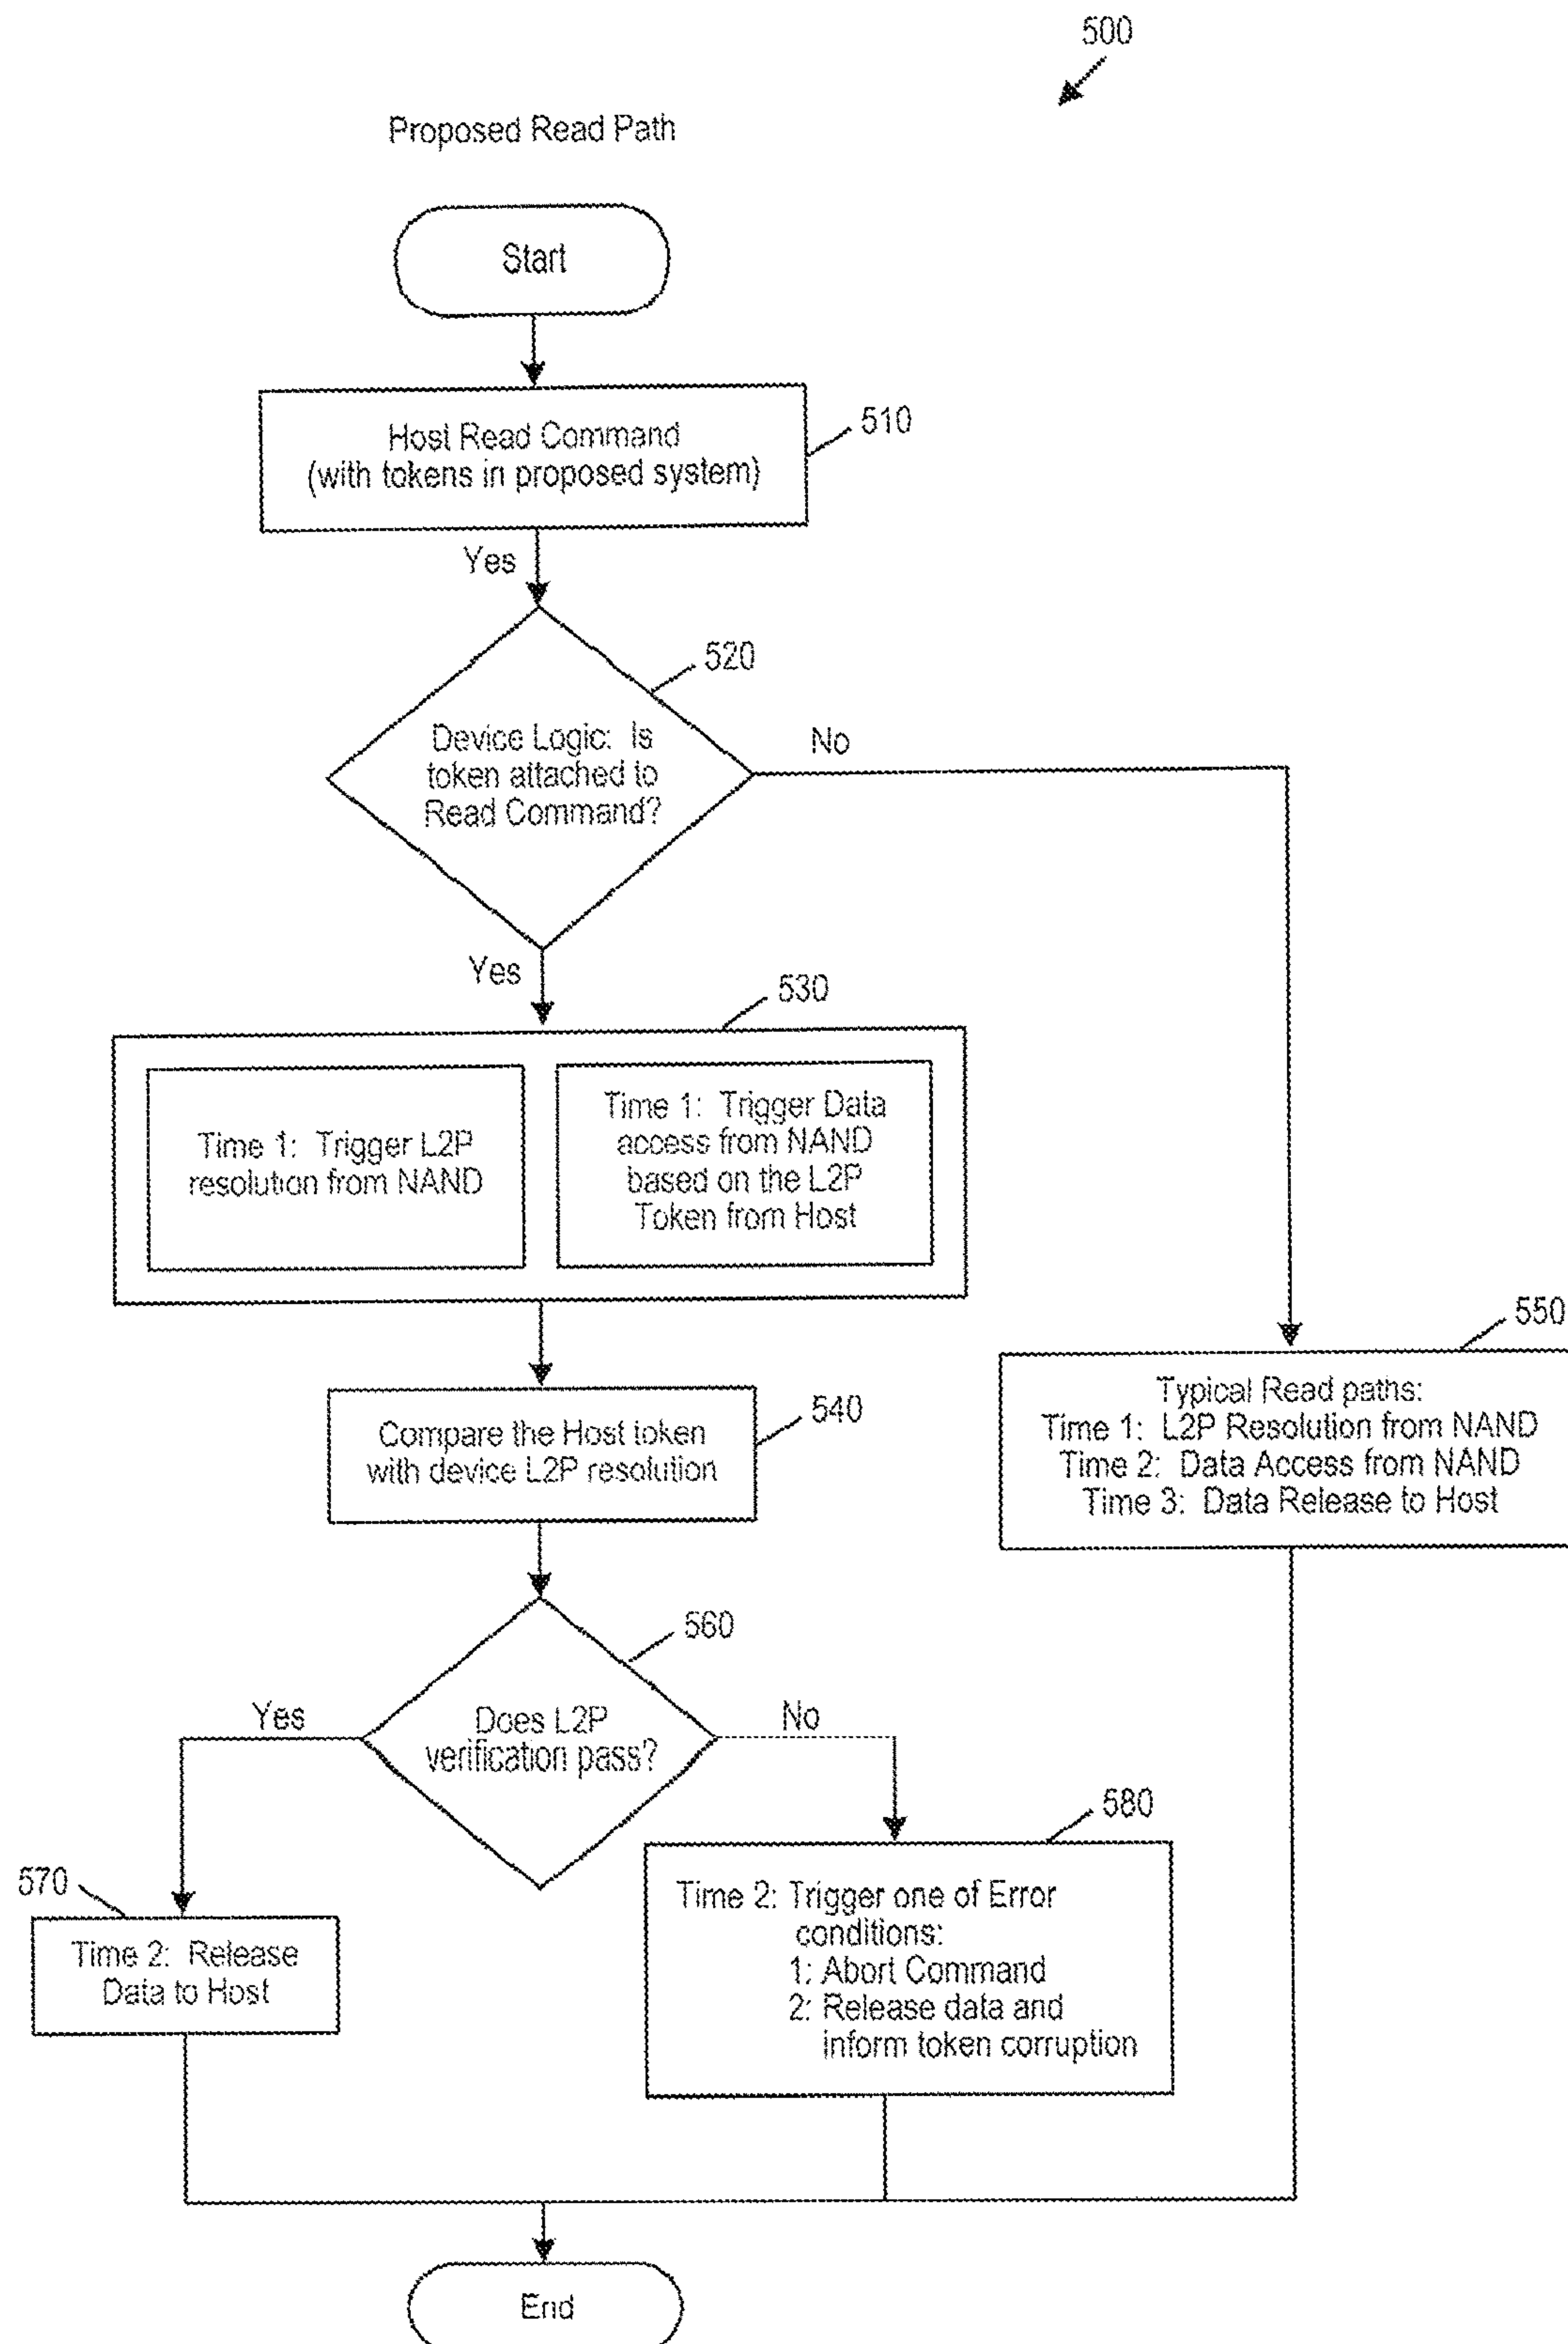 500
Proposed Read Path
Start
Host Read Command
(with tokens in proposed system)
510
Yes
520
Device Logic: Is
token attached to
Read Command?
No
Yes
530
Time 1: Trigger L2P
resolution from NAND
Time 1: Trigger Data
access from NAND
based on the L2P
Token from Host
550
Typical Read paths:
Time 1: L2P Resolution from NAND
Time 2: Data Access from NAND
Time 3: Data Release to Host
540
Compare the Host token
with device L2P resolution
560
Does L2P
verification pass?
Yes
No
570
Time 2: Release
Data to Host
580
Time 2: Trigger one of Error
conditions:
1: Abort Command
2: Release data and
inform token corruption
End